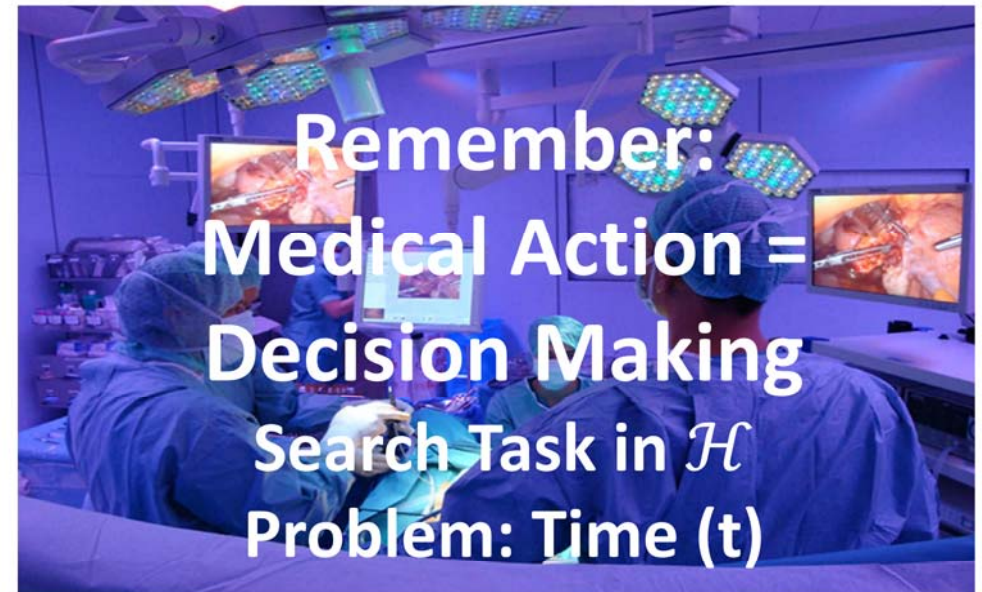 Remember:
Medical Action =
Decision Making
Search Task in ℋ
Problem: Time (t)